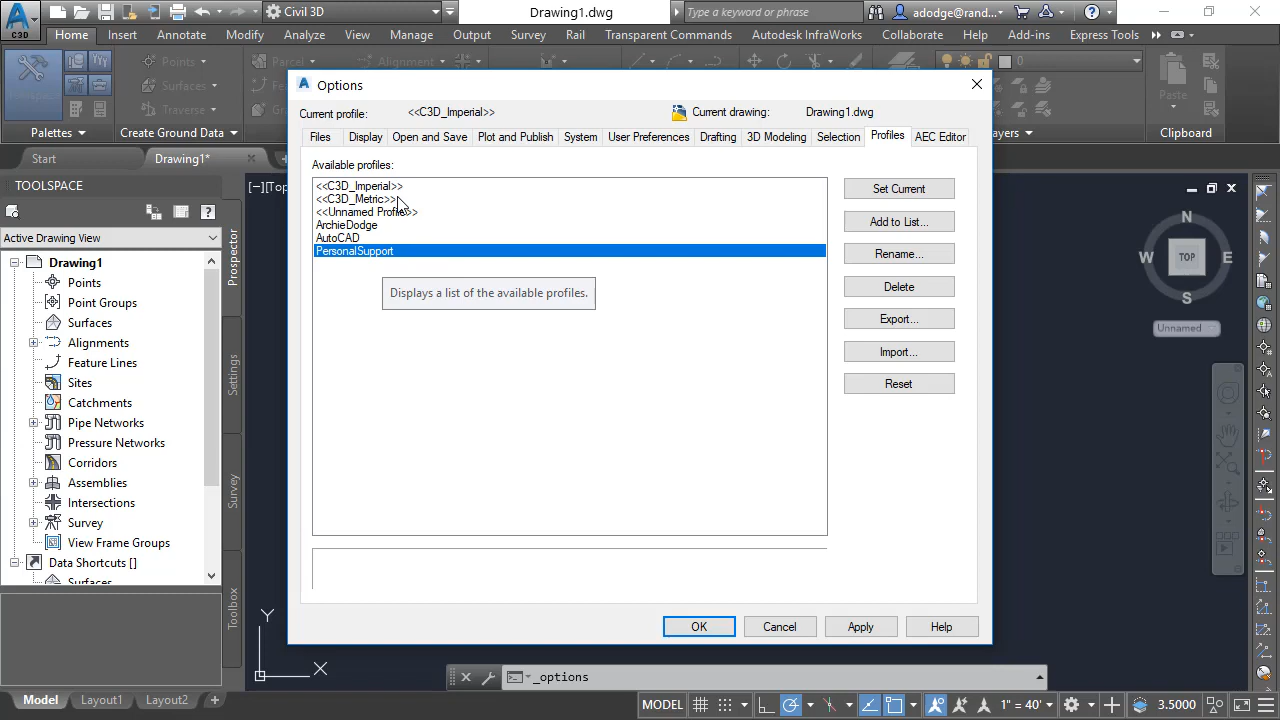 Civil 3D
Drawing1.dwg
Type a keyword or phrase
adodge@rand...
C3D
Home
Insert
Annotate
Modify
Analyze
View
Manage
Output
Survey
Rail
Transparent Commands
Autodesk InfraWorks
Collaborate
Help
Add-ins
Express Tools
Points
Surfaces
Traverse
Parcel
Alignment
0
Paste
Palettes
Create Ground Data
Clipboard
Start
Drawing1*
TOOLSPACE
Active Drawing View
Drawing1
Points
Point Groups
Surfaces
Alignments
Feature Lines
Sites
Catchments
Pipe Networks
Pressure Networks
Corridors
Assemblies
Intersections
Survey
View Frame Groups
Data Shortcuts []
Surfaces
Prospector
Settings
Survey
Toolbox
[−][Top
Options
Current profile:
<<C3D_Imperial>>
Current drawing:
Drawing1.dwg
Files
Display
Open and Save
Plot and Publish
System
User Preferences
Drafting
3D Modeling
Selection
Profiles
AEC Editor
Available profiles:
<<C3D_Imperial>>
<<C3D_Metric>>
<<Unnamed Profile>>
ArchieDodge
AutoCAD
PersonalSupport
Displays a list of the available profiles.
Set Current
Add to List...
Rename...
Delete
Export...
Import...
Reset
OK
Cancel
Apply
Help
N
W
TOP
E
S
Unnamed
Y
X
_options
Model
Layout1
Layout2
MODEL
1" = 40'
3.5000